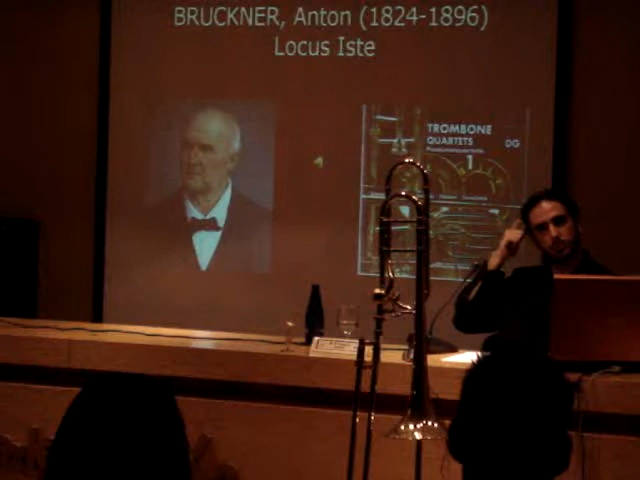 BRUCKNER, Anton (1824-1896)
Locus Iste
TROMBONE
QUARTETS
DG
1